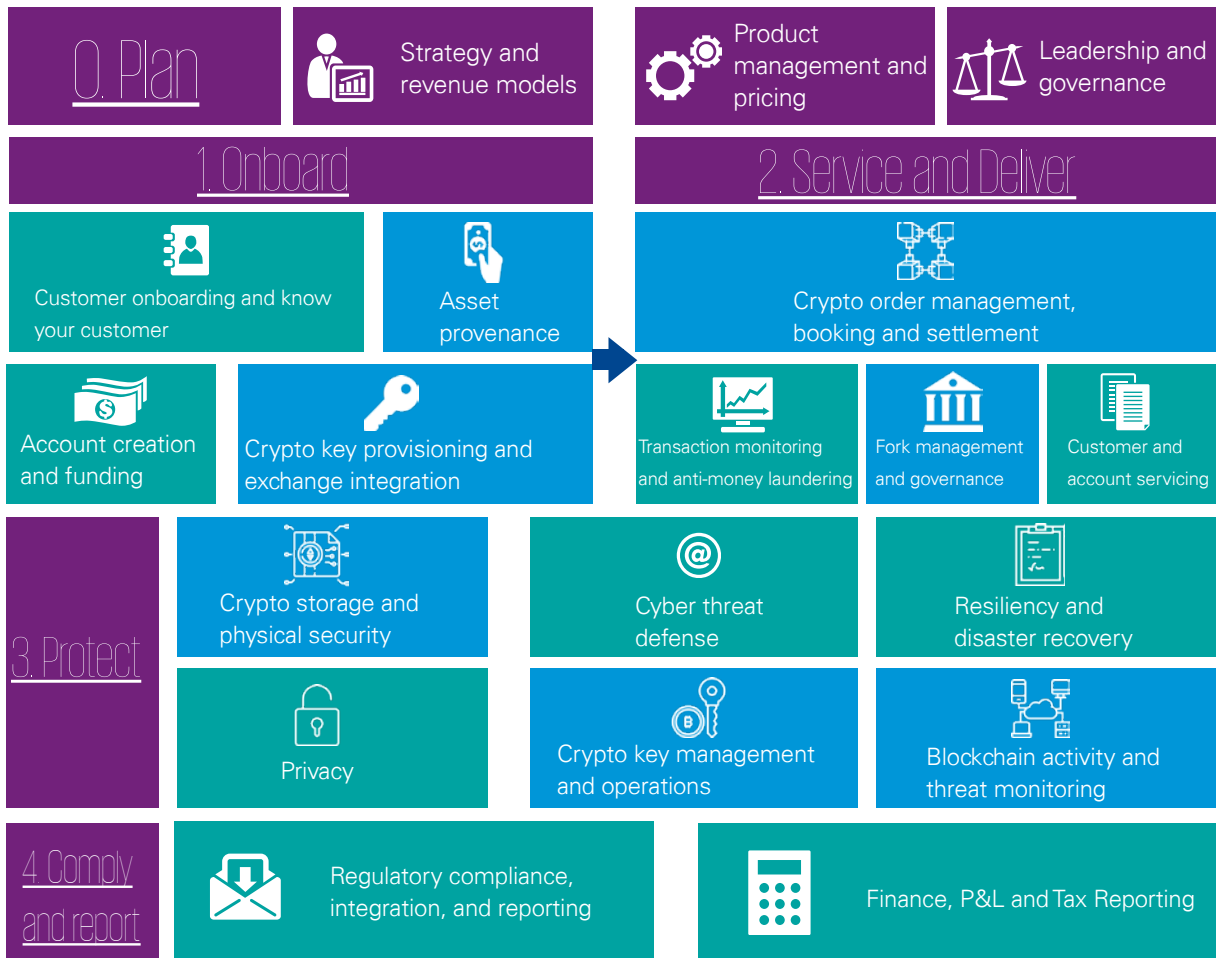 0. Plan
Strategy and
revenue models
Product
management and
pricing
Leadership and
governance
1. Onboard
2. Service and Deliver
Customer onboarding and know
your customer
Asset
provenance
Crypto order management,
booking and settlement
Account creation
and funding
Crypto key provisioning and
exchange integration
Transaction monitoring
and anti-money laundering
Fork management
and governance
Customer and
account servicing
3. Protect
Crypto storage and
physical security
Cyber threat
defense
Resiliency and
disaster recovery
Privacy
Crypto key management
and operations
Blockchain activity and
threat monitoring
4. Comply
and report
Regulatory compliance,
integration, and reporting
Finance, P&L and Tax Reporting